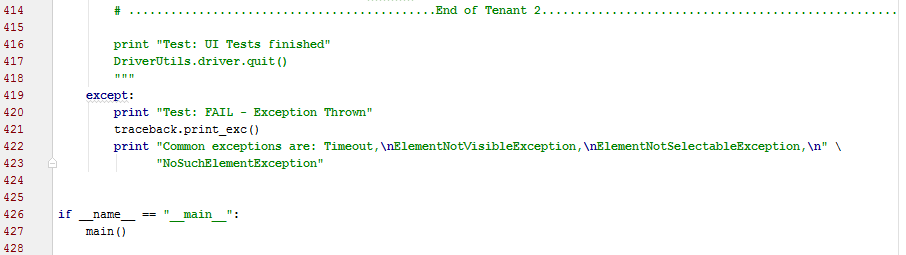 414 # ............................................End of Tenant 2...................................................
415
416 print "Test: UI Tests finished"
417 DriverUtils.driver.quit()
418 """
419 except:
420 print "Test: FAIL - Exception Thrown"
421 traceback.print_exc()
422 print "Common exceptions are: Timeout,\nElementNotVisibleException,\nElementNotSelectableException,\n" \
423 "NoSuchElementException"
424
425
426 if __name__ == "__main__":
427 main()
428